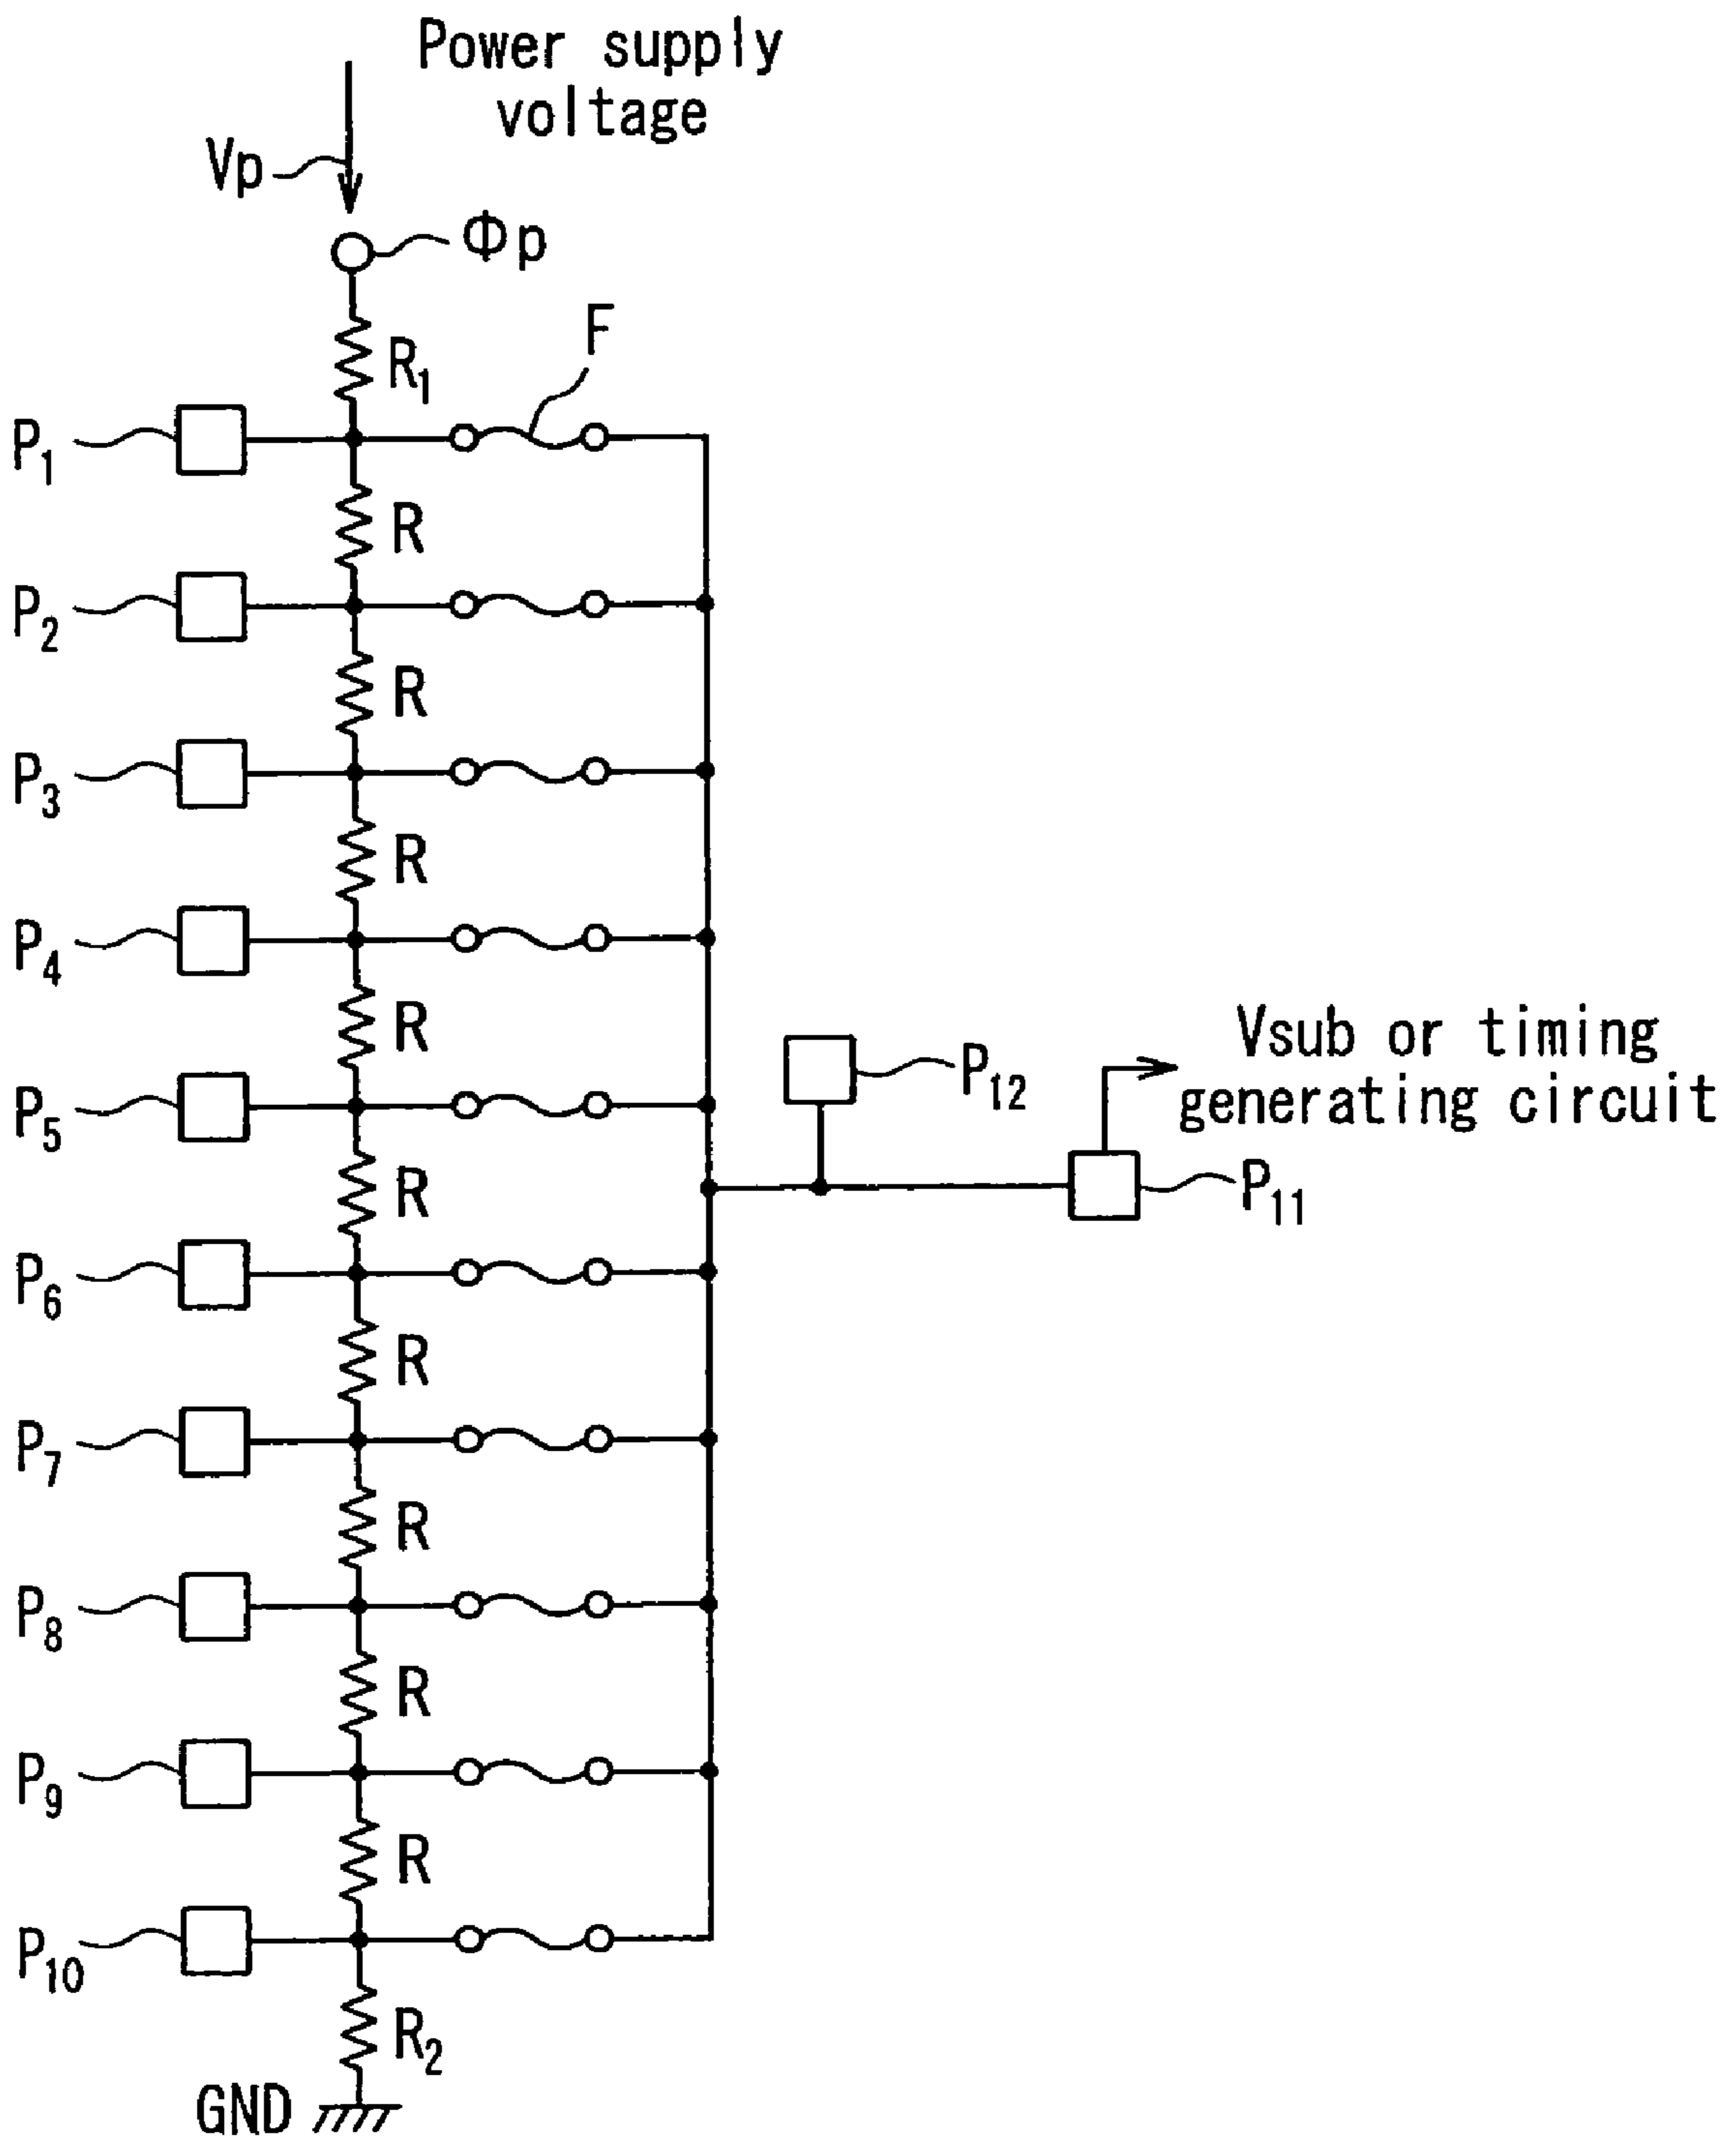 Power supply
voltage
Vp
Φp
R1
F
P1
R
P2
R
P3
R
P4
R
P5
R
P6
R
P7
R
P8
R
P9
R
P10
R2
GND
P12
Vsub or timing
generating circuit
P11